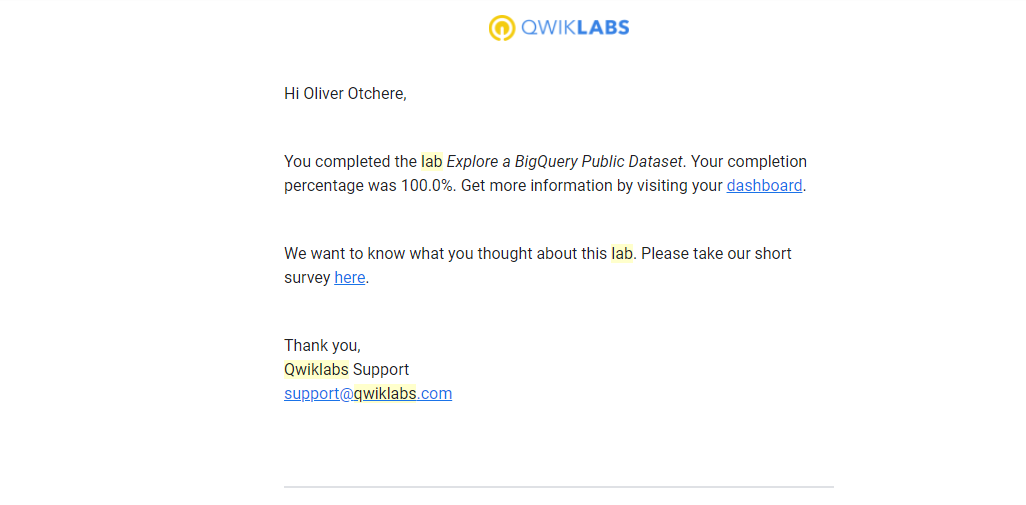 QWIKLABS
Hi Oliver Otchere,
You completed the lab Explore a BigQuery Public Dataset. Your completion
percentage was 100.0%. Get more information by visiting your dashboard.
We want to know what you thought about this lab. Please take our short
survey here.
Thank you,
Qwiklabs Support
support@qwiklabs.com